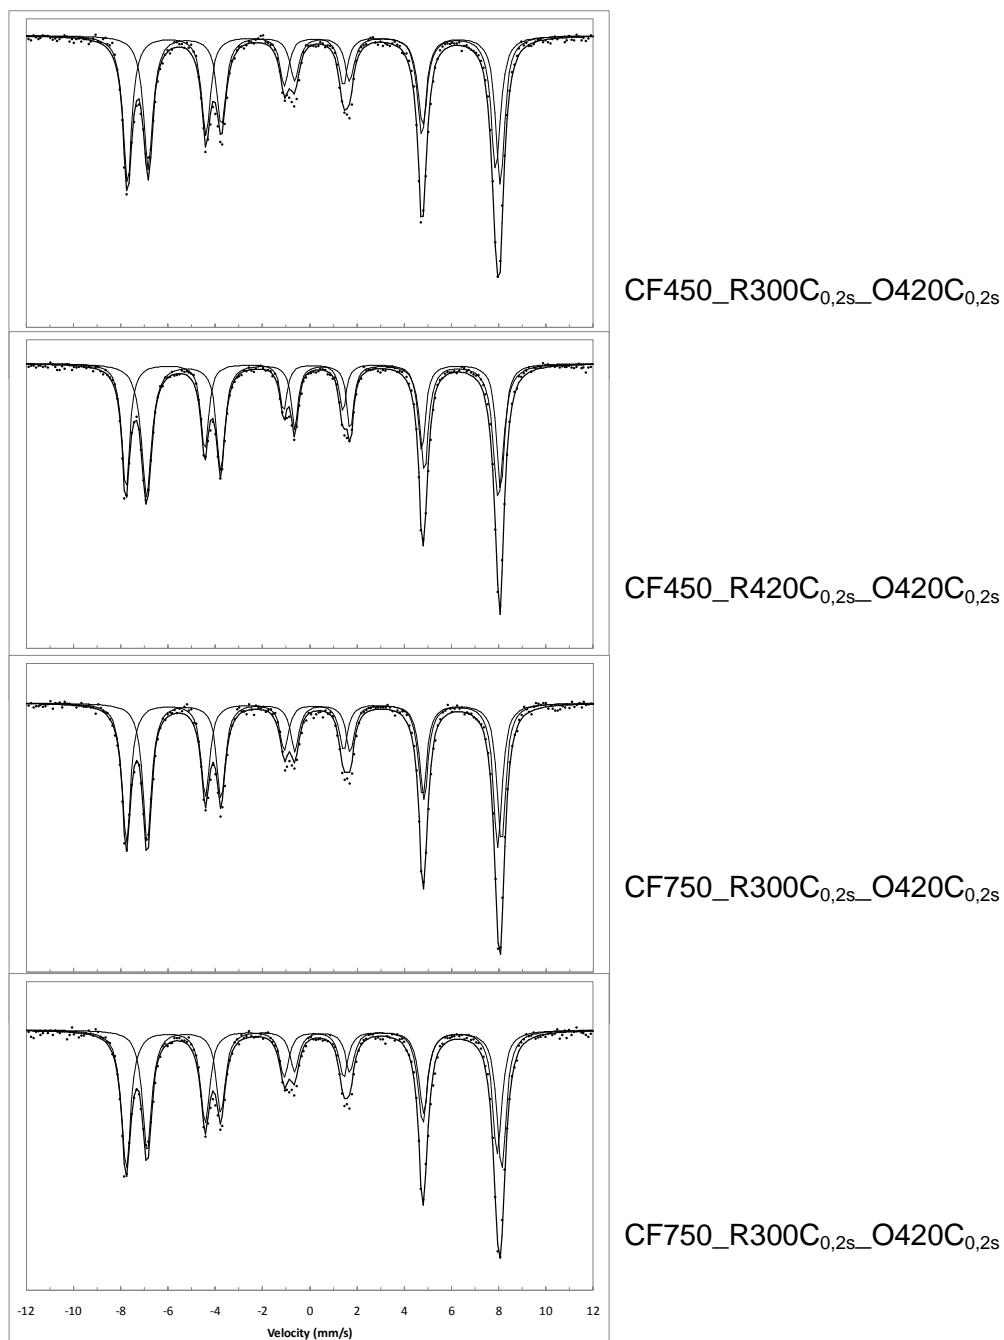 CF450_R300C0,2s_O420C0,2s
CF450_R420C0,2s_O420C0,2s
CF750_R300C0,2s_O420C0,2s
CF750_R300C0,2s_O420C0,2s
-12 -10 -8 -6 -4 -2 0 2 4 6 8 10 12
Velocity (mm/s)